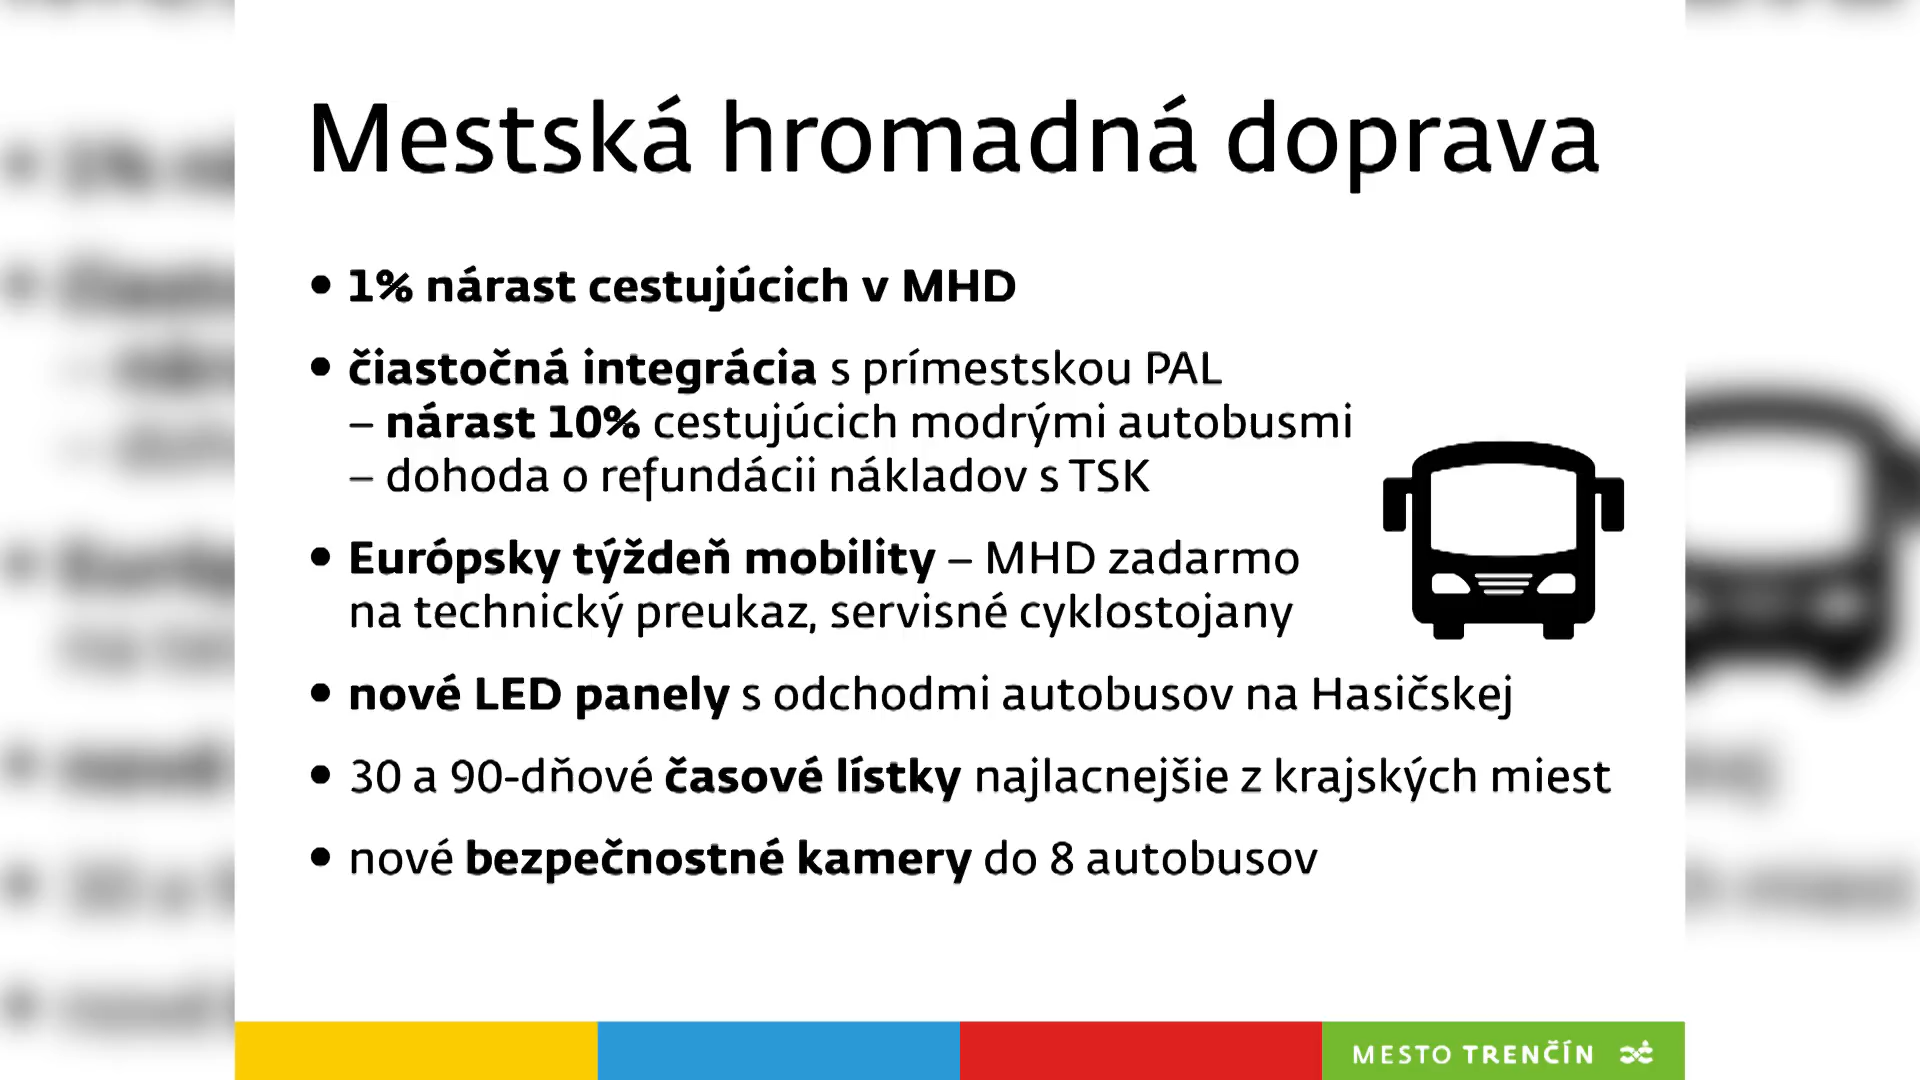 Mestská hromadná doprava
• 1% nárast cestujúcich v MHD
• čiastočná integrácia s prímestskou PAL
– nárast 10% cestujúcich modrými autobusmi
– dohoda o refundácii nákladov s TSK
• Európsky týždeň mobility – MHD zadarmo
na technický preukaz, servisné cyklostojany
• nové LED panely s odchodmi autobusov na Hasičskej
• 30 a 90-dňové časové lístky najlacnejšie z krajských miest
• nové bezpečnostné kamery do 8 autobusov
MESTO TRENČÍN